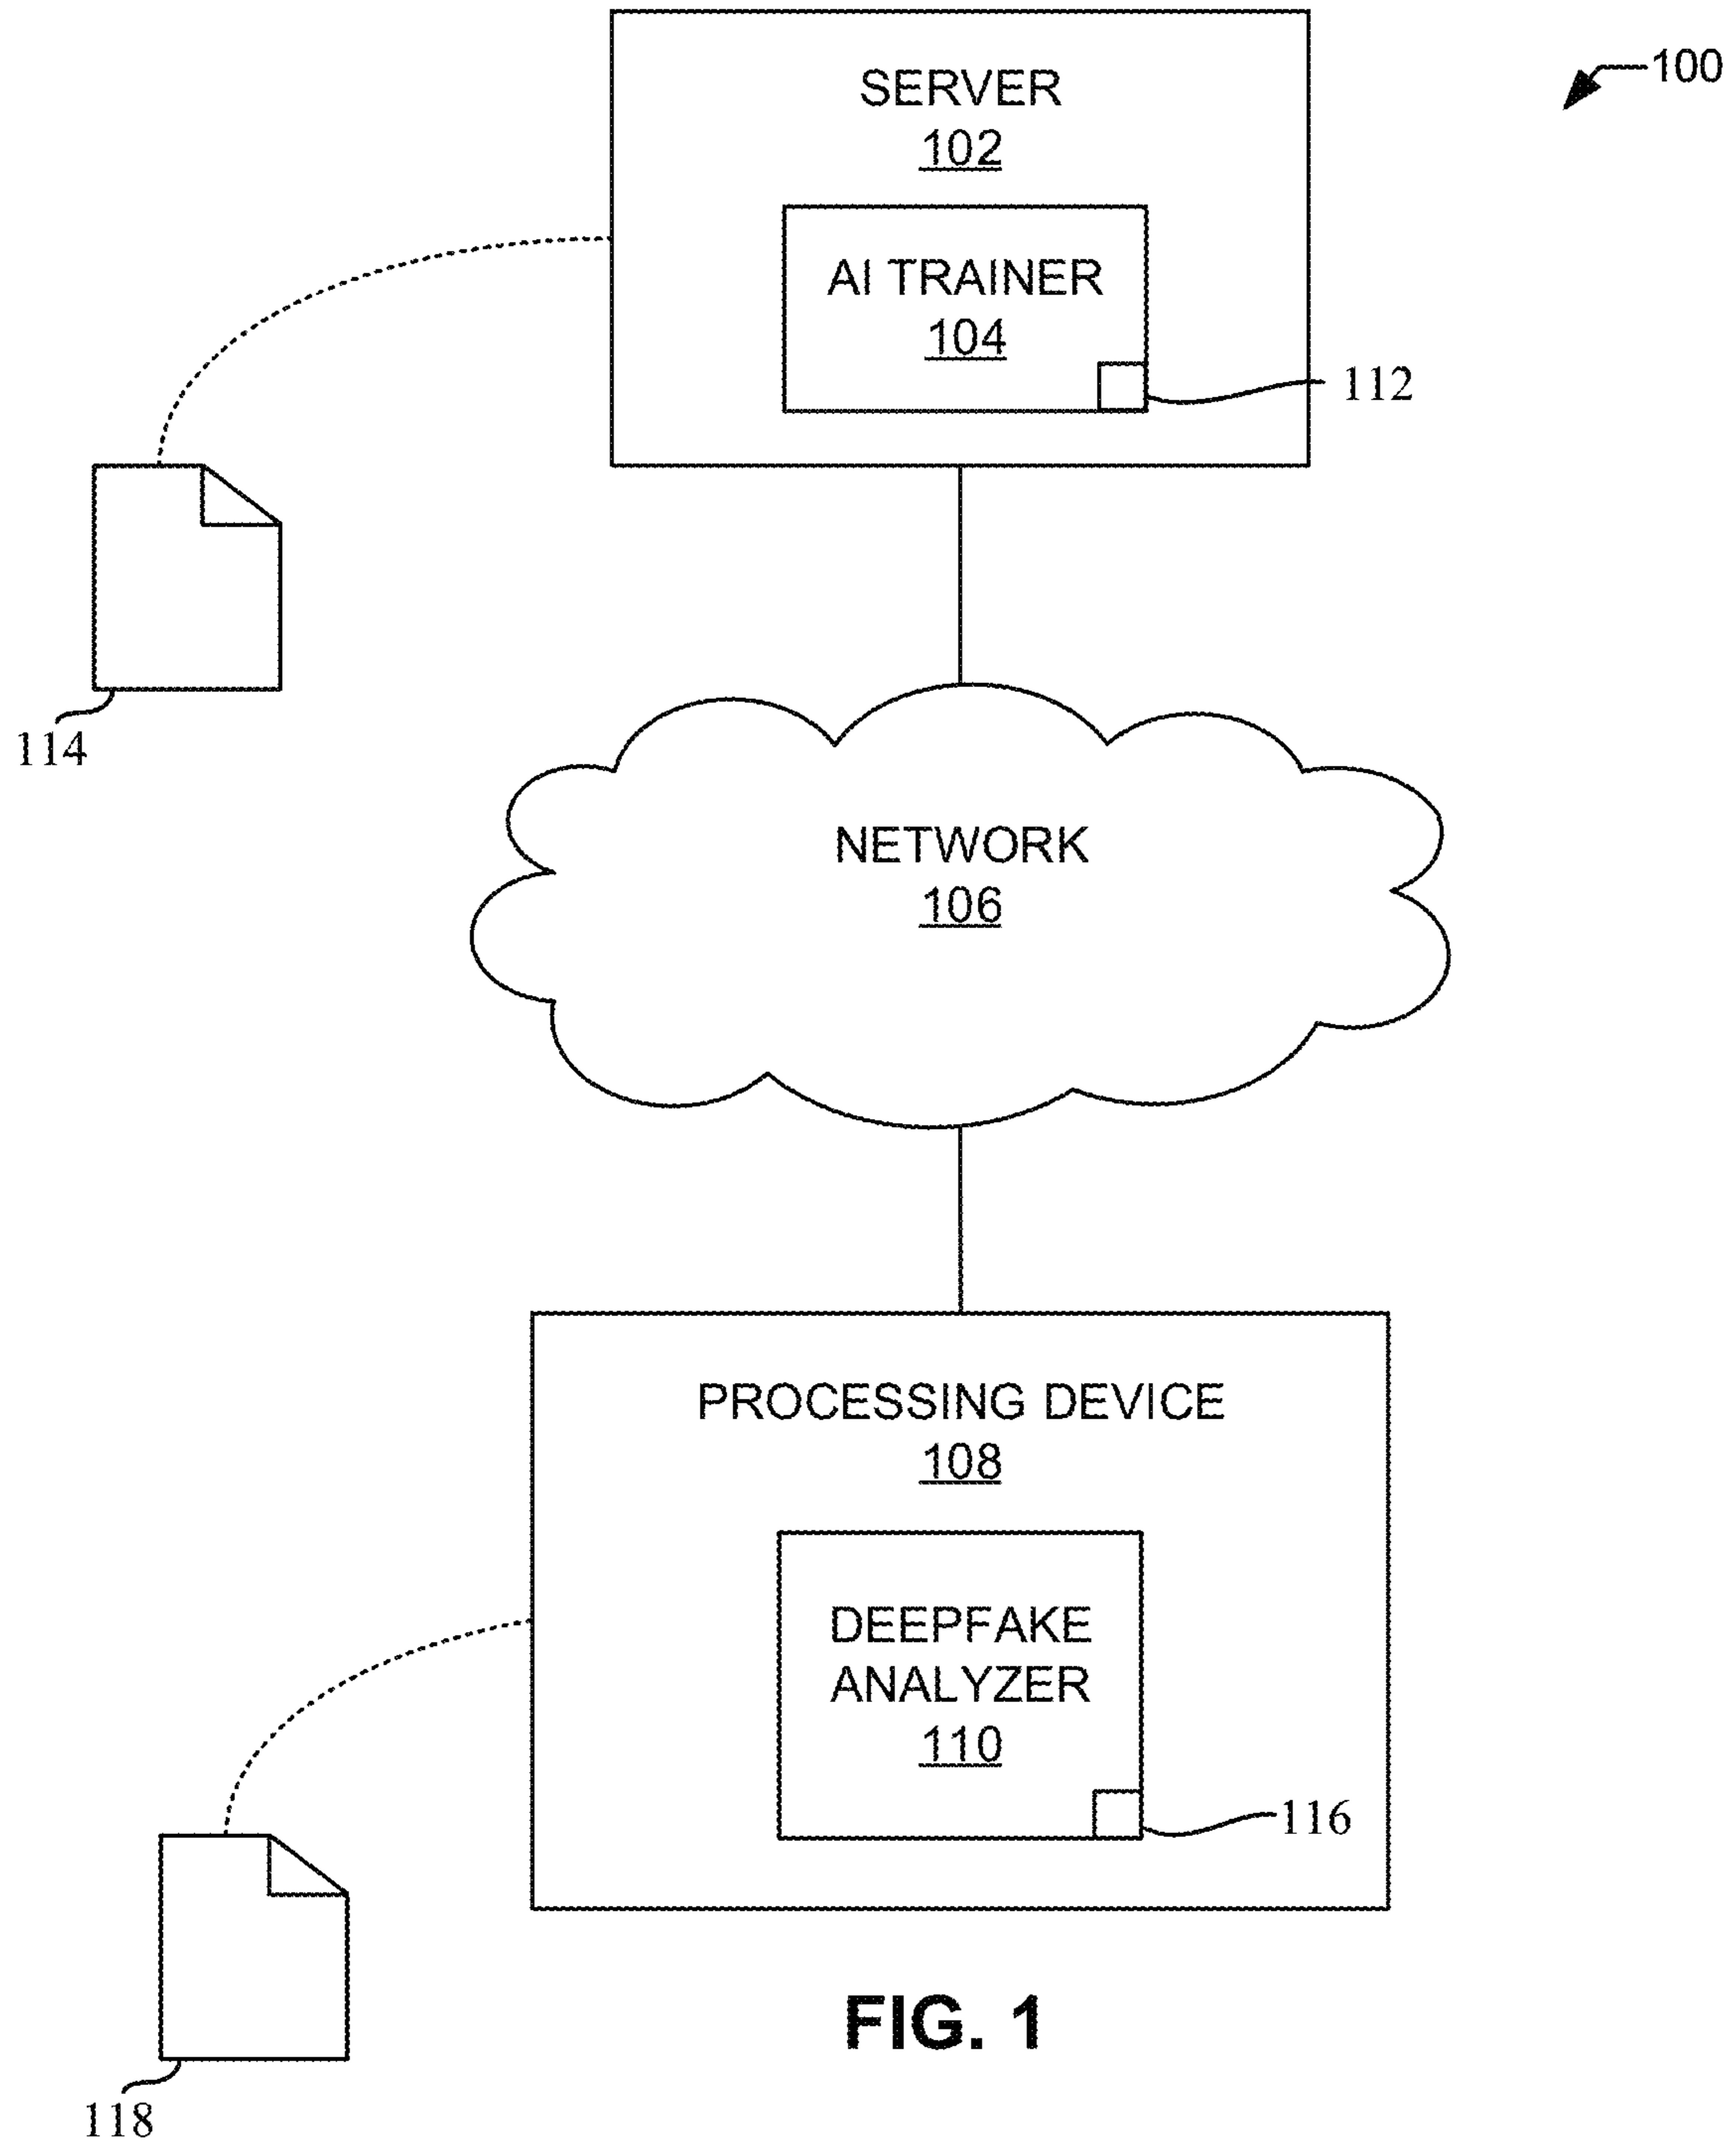 100
SERVER
102
AI TRAINER
104
112
114
NETWORK
106
PROCESSING DEVICE
108
DEEPFAKE
ANALYZER
110
116
118
FIG. 1